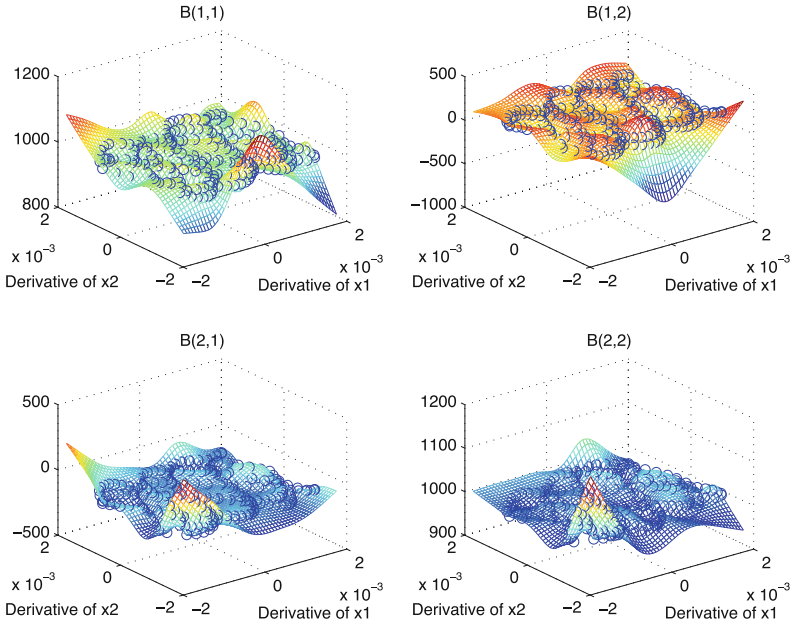 B(1,1)
1200
1000
800
2
0
−2
−2
0
2
x 10⁻³
x 10⁻³
Derivative of x2
Derivative of x1
B(1,2)
500
0
−500
−1000
2
0
−2
−2
0
2
x 10⁻³
x 10⁻³
Derivative of x2
Derivative of x1
B(2,1)
500
0
−500
2
0
−2
−2
0
2
x 10⁻³
x 10⁻³
Derivative of x2
Derivative of x1
B(2,2)
1200
1100
1000
900
2
0
−2
−2
0
2
x 10⁻³
x 10⁻³
Derivative of x2
Derivative of x1